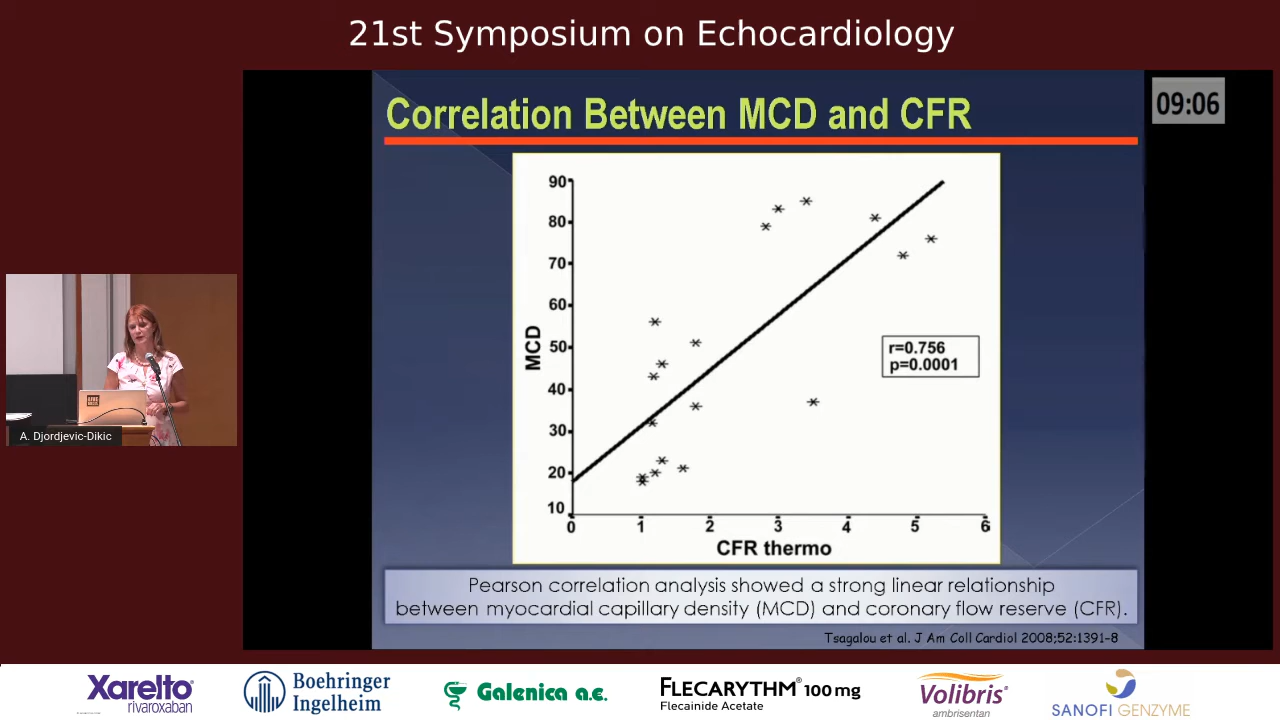 21st Symposium on Echocardiology
09:06
Correlation Between MCD and CFR
90
80
70
60
50
40
30
20
10
MCD
0 1 2 3 4 5 6
CFR thermo
r=0.756
p=0.0001
Pearson correlation analysis showed a strong linear relationship
between myocardial capillary density (MCD) and coronary flow reserve (CFR).
Tsagalou et al. J Am Coll Cardiol 2008;52:1391-8
A. Djordjevic-Dikic
Xarelto®
rivaroxaban
Boehringer
Ingelheim
Galenica a.e.
FLECARYTHM® 100 mg
Flecainide Acetate
Volibris®
ambrisentan
SANOFI GENZYME